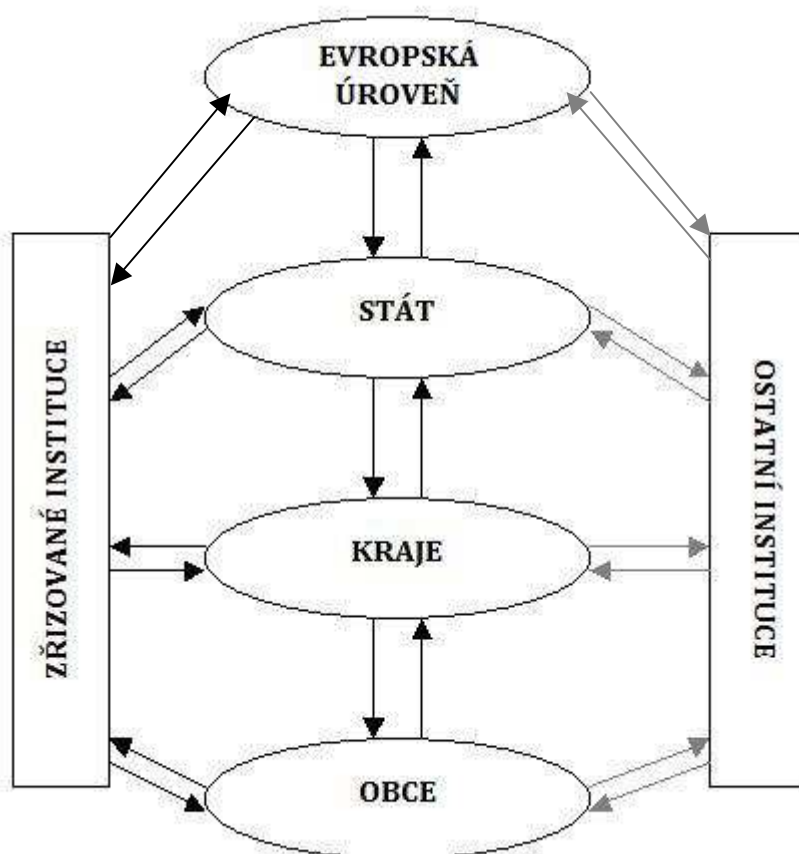 EVROPSKÁ
ÚROVEŇ
STÁT
KRAJE
OBCE
ZŘIZOVANÉ INSTITUCE
OSTATNÍ INSTITUCE